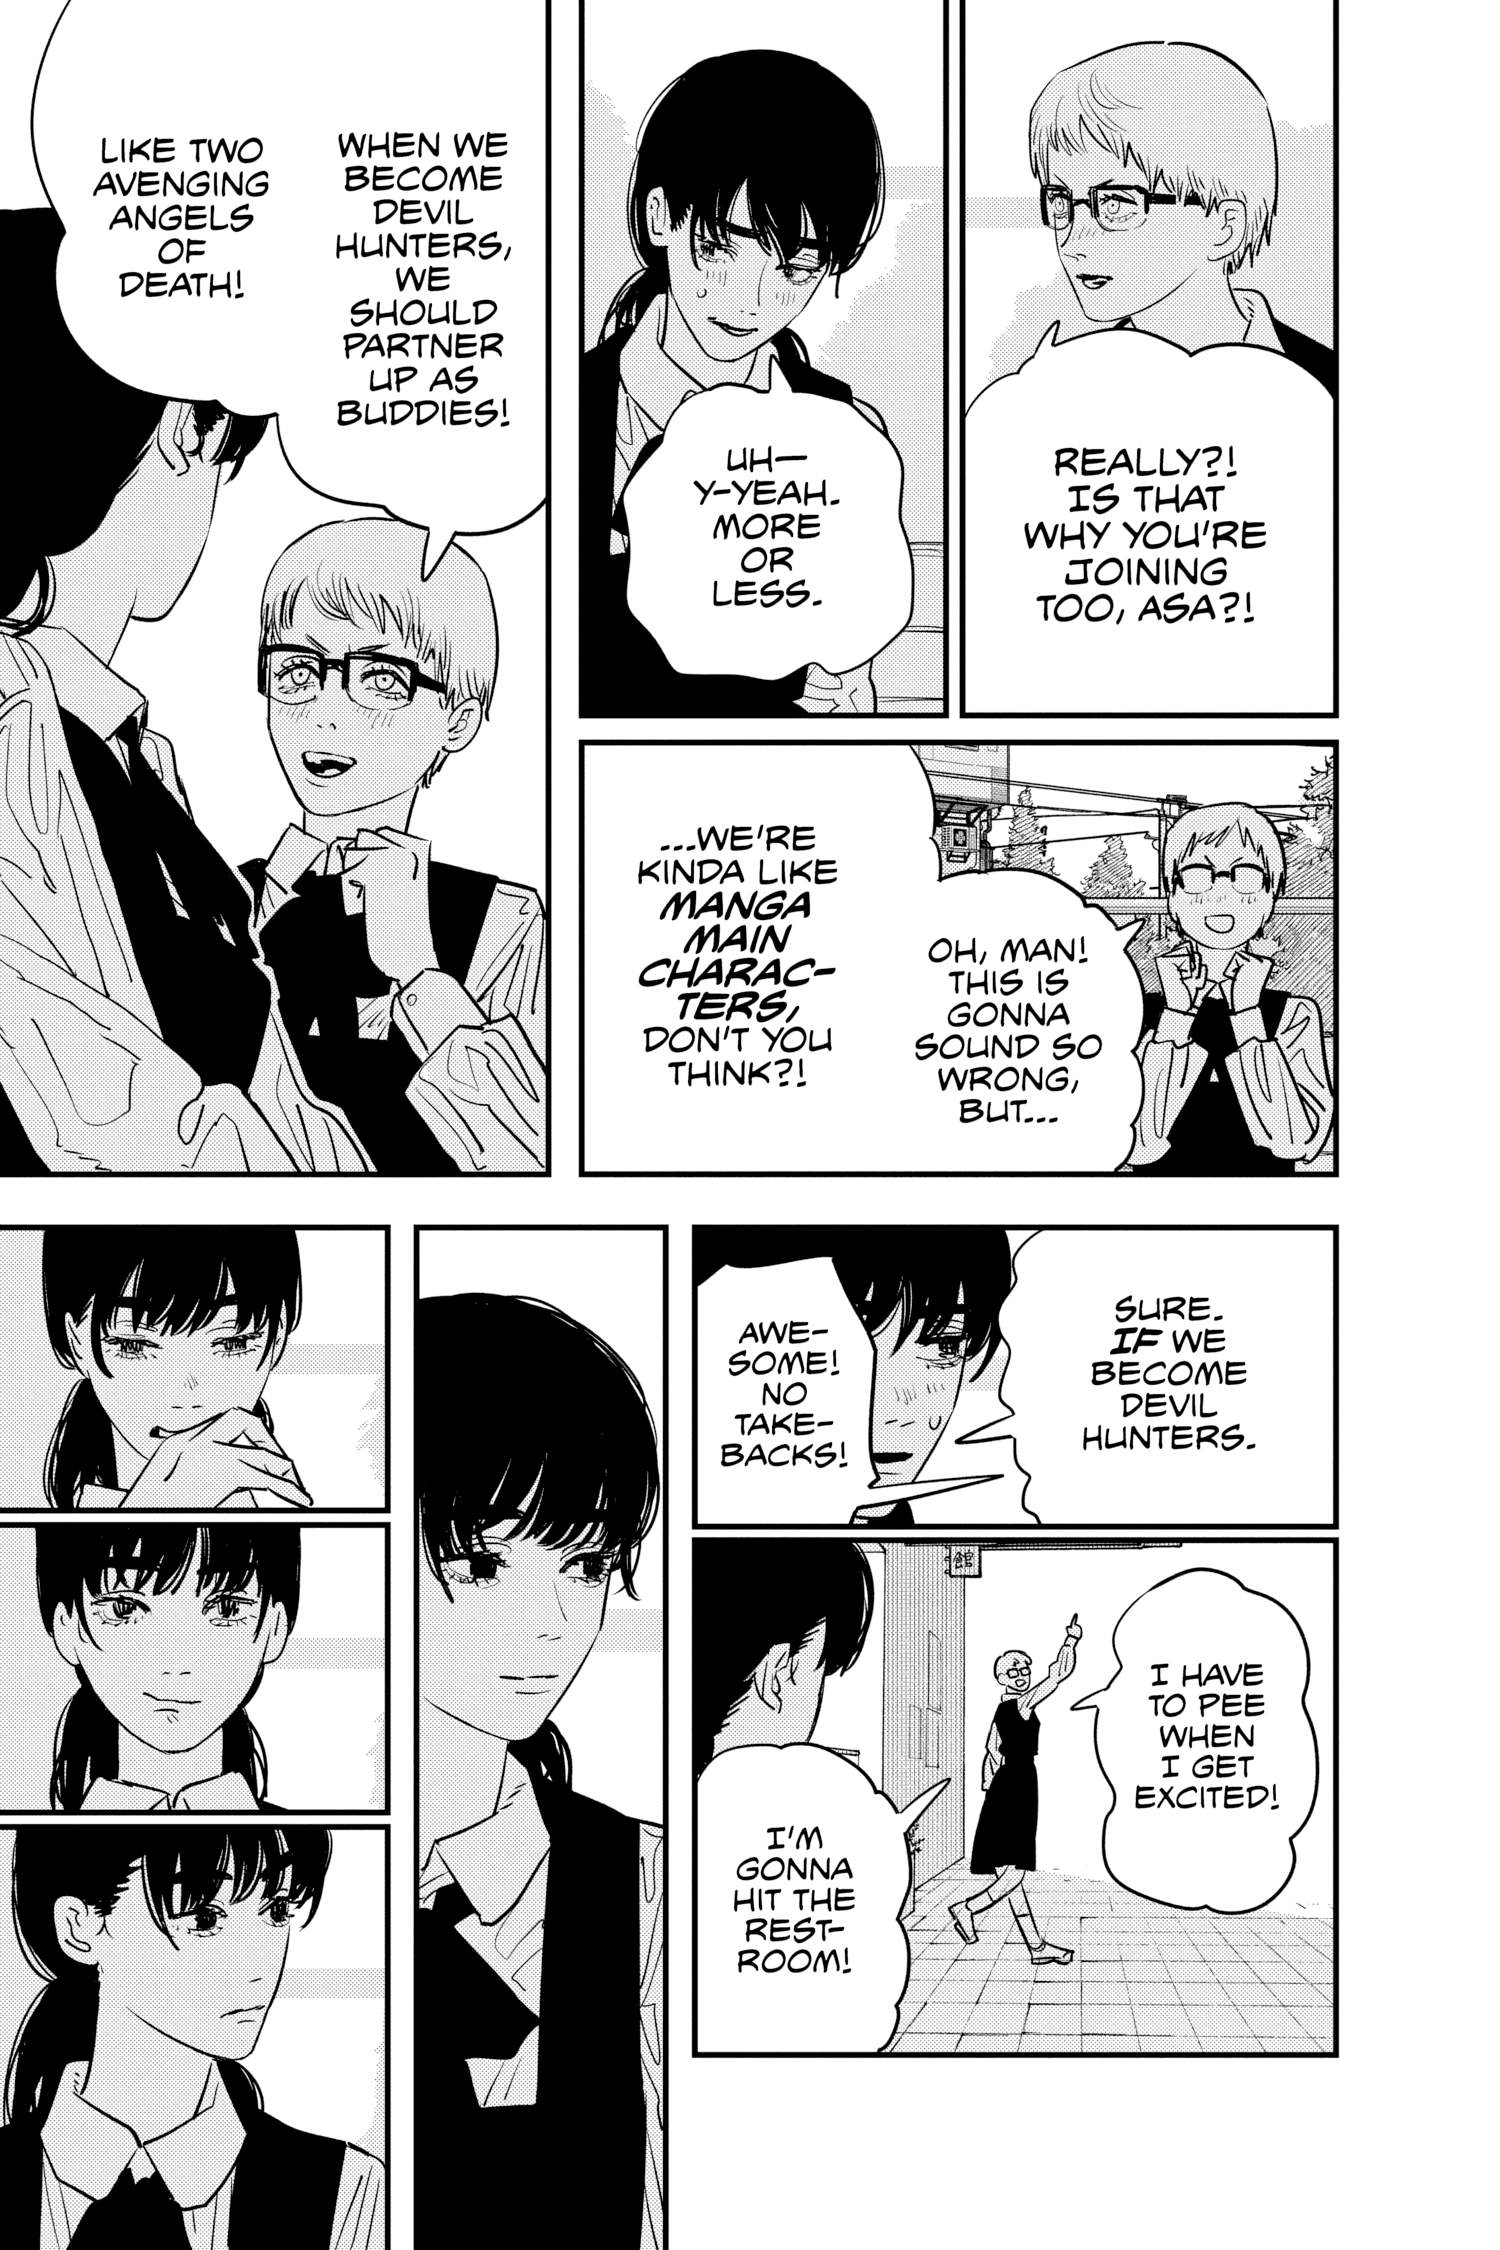 REALLY?!
IS THAT
WHY YOU'RE
JOINING
TOO, ASA?!
UH—
Y-YEAH.
MORE
OR
LESS.
OH, MAN!
THIS IS
GONNA
SOUND SO
WRONG,
BUT...
...WE'RE
KINDA LIKE
MANGA
MAIN
CHARAC-
TERS,
DON'T YOU
THINK?!
WHEN WE
BECOME
DEVIL
HUNTERS,
WE
SHOULD
PARTNER
UP AS
BUDDIES!
LIKE TWO
AVENGING
ANGELS
OF
DEATH!
SURE.
IF WE
BECOME
DEVIL
HUNTERS.
AWE-
SOME!
NO
TAKE-
BACKS!
館
I HAVE
TO PEE
WHEN
I GET
EXCITED!
I'M
GONNA
HIT THE
REST-
ROOM!